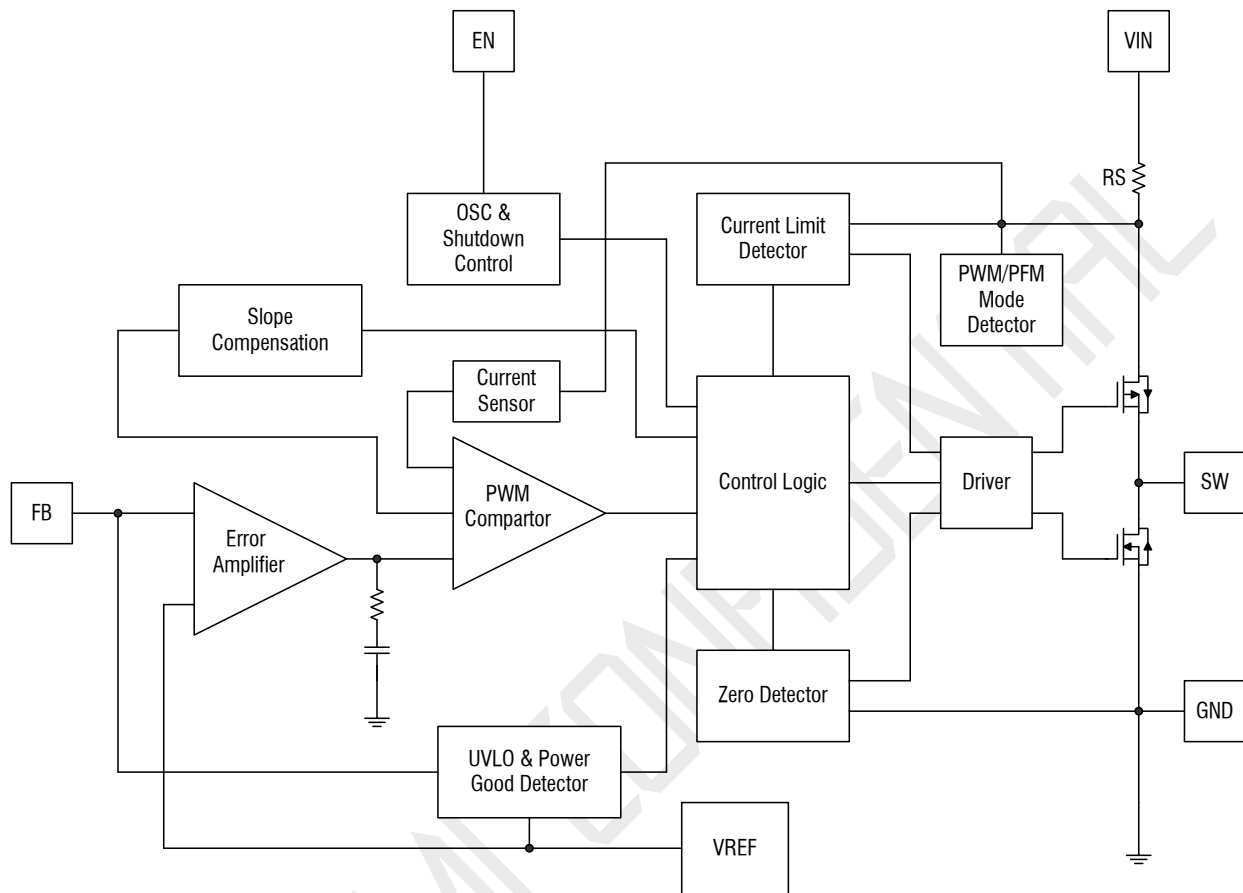 EN
VIN
RS
OSC &
Shutdown
Control
Current Limit
Detector
PWM/PFM
Mode
Detector
Slope
Compensation
Current
Sensor
PWM
Compartor
Control Logic
Driver
SW
FB
Error
Amplifier
Zero Detector
GND
UVLO & Power
Good Detector
VREF